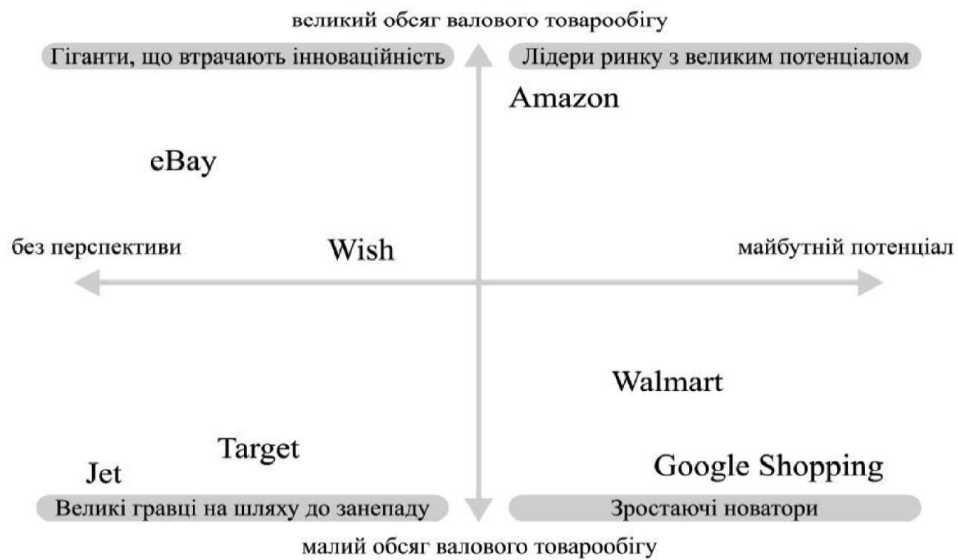 великий обсяг валового товарообігу
Гіганти, що втрачають інноваційність
Лідери ринку з великим потенціалом
Amazon
eBay
без перспективи
Wish
майбутній потенціал
Walmart
Target
Jet
Google Shopping
Великі гравці на шляху до занепаду
Зростаючі новатори
малий обсяг валового товарообігу